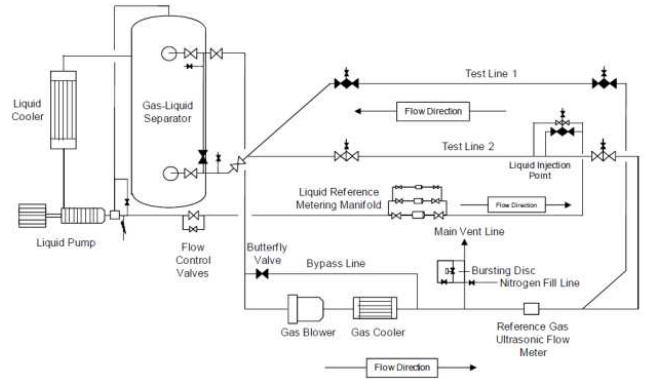 Test Line 1
Liquid
Cooler
Gas-Liquid
Separator
Flow Direction
Test Line 2
Liquid Injection
Point
Liquid Reference
Metering Manifold
Flow Direction
Liquid Pump
Flow
Control
Valves
Butterfly
Valve
Bypass Line
Main Vent Line
Bursting Disc
Nitrogen Fill Line
Gas Blower
Gas Cooler
Reference Gas
Ultrasonic Flow
Meter
Flow Direction